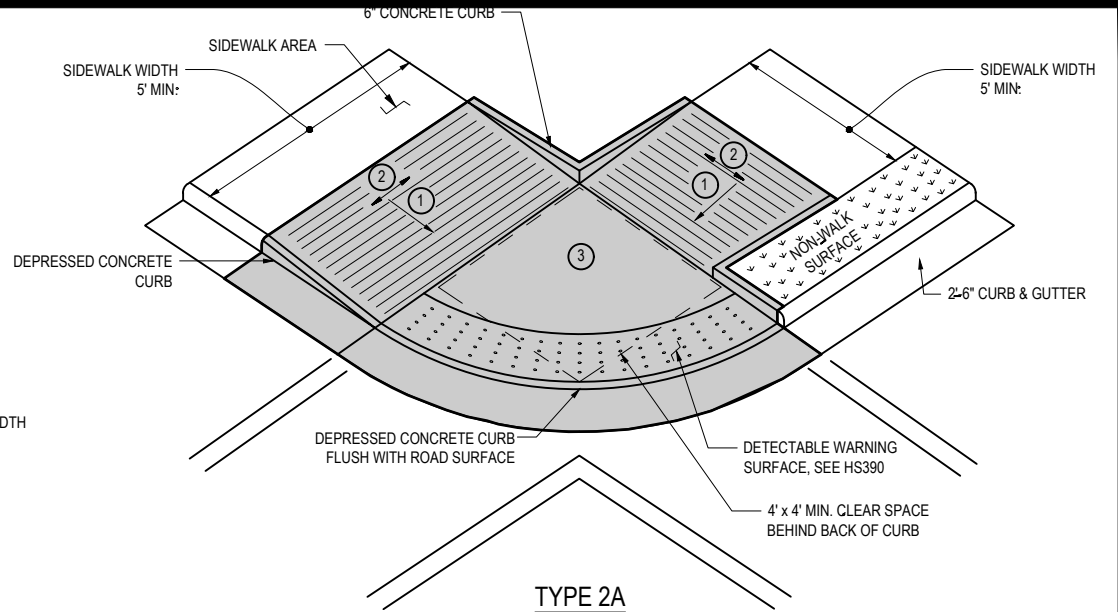 6" CONCRETE CURB
SIDEWALK AREA
SIDEWALK WIDTH
5' MIN.
SIDEWALK WIDTH
5' MIN.
2
1
2
1
3
NON-WALK
SURFACE
DEPRESSED CONCRETE
CURB
2'-6" CURB & GUTTER
DTH
DEPRESSED CONCRETE CURB
FLUSH WITH ROAD SURFACE
DETECTABLE WARNING
SURFACE, SEE HS390
4' x 4' MIN. CLEAR SPACE
BEHIND BACK OF CURB
TYPE 2A